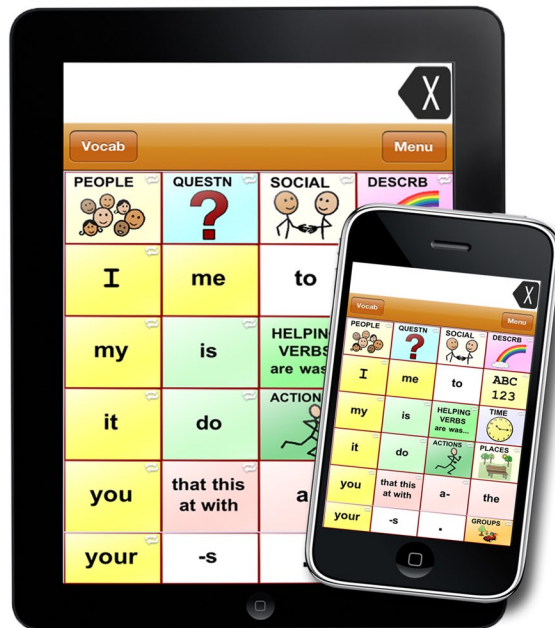 X
Vocab Menu
PEOPLE QUESTN SOCIAL DESCRB
I me to
my is HELPIN
VERBS
are was
it do ACTION
you that this
at with a
your -s
X
Vocab Menu
PEOPLE QUESTN SOCIAL DESCRB
I me to ABC
123
my is HELPING
VERBS
are was... TIME
it do ACTIONS PLACES
you that this
at with a- the
your -s . GROUPS